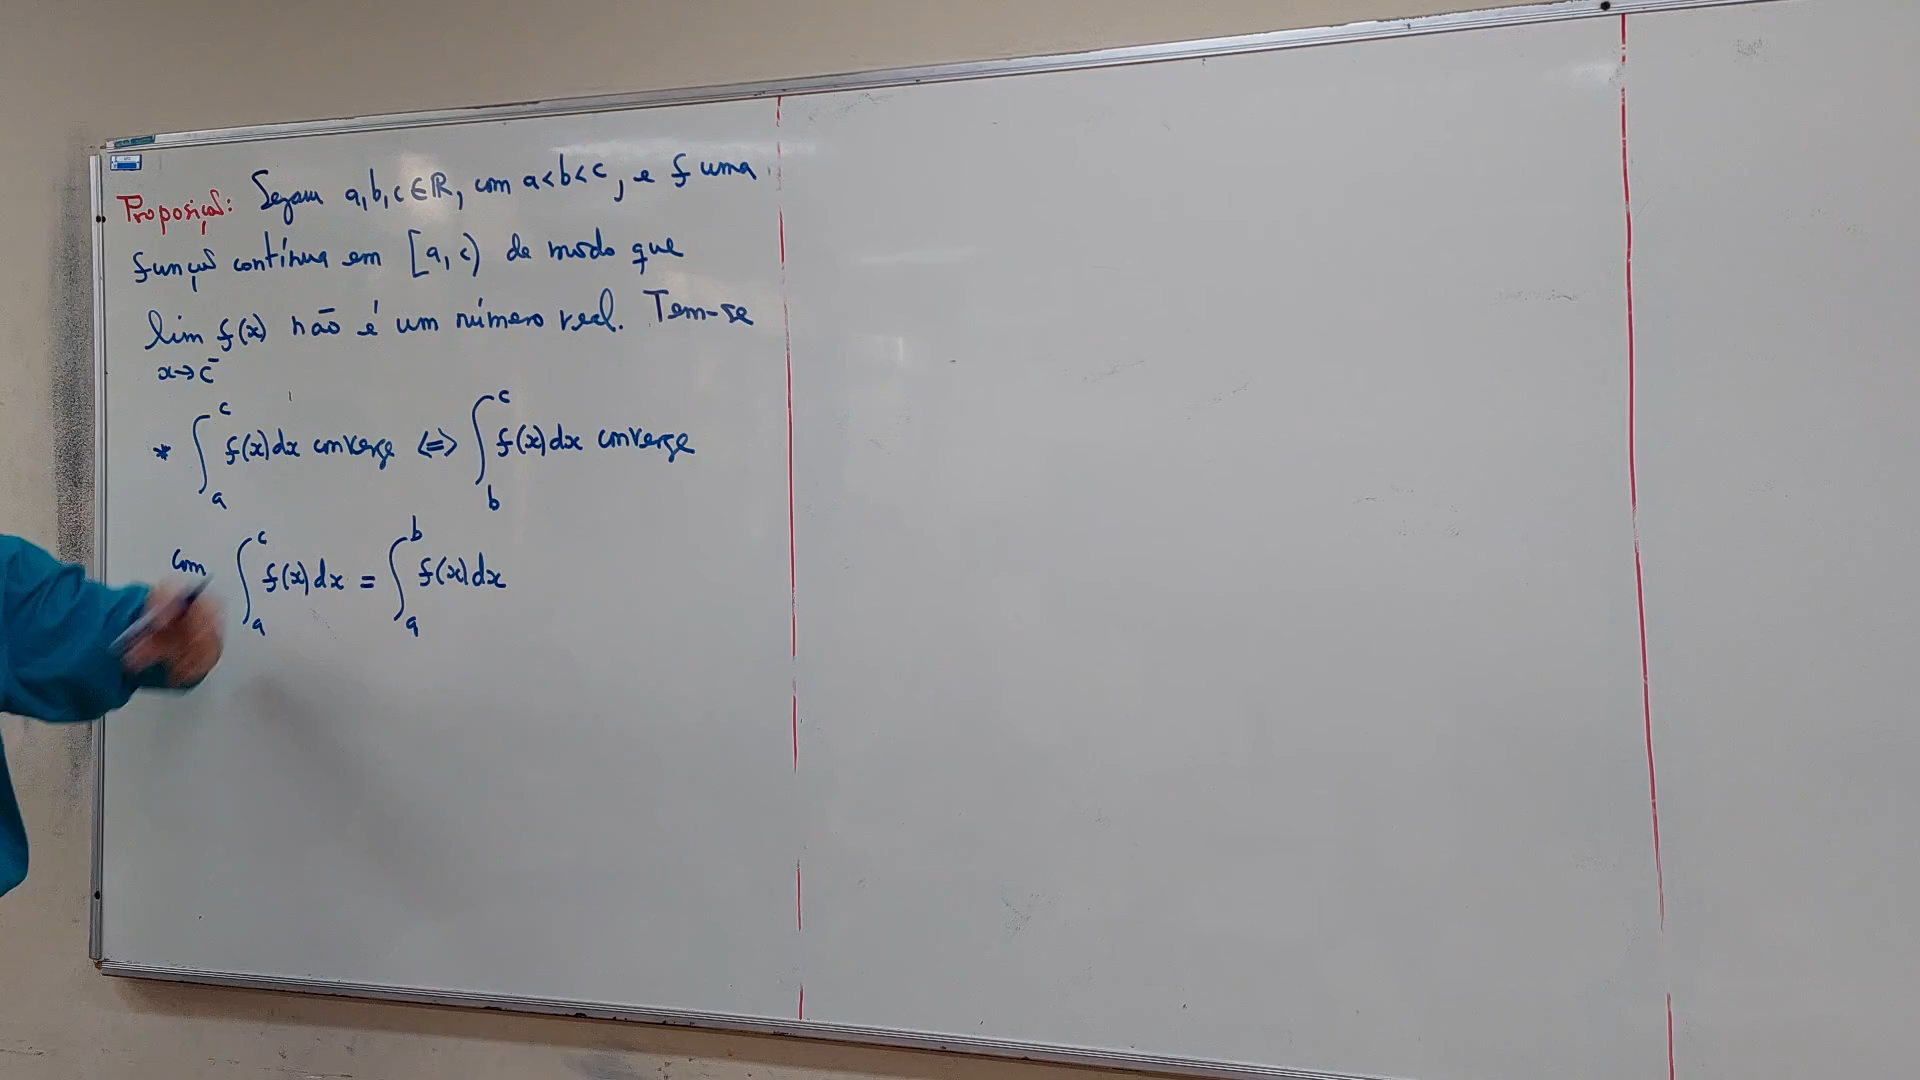 Proposição: Sejam a,b,c∈ℝ, com a<b<c, e f uma
função contínua em [a,c) de modo que
lim f(x) não é um número real. Tem-se
x→c⁻
* ∫_a^c f(x)dx converge ⇔ ∫_b^c f(x)dx converge
com ∫_a^c f(x)dx = ∫_a^b f(x)dx